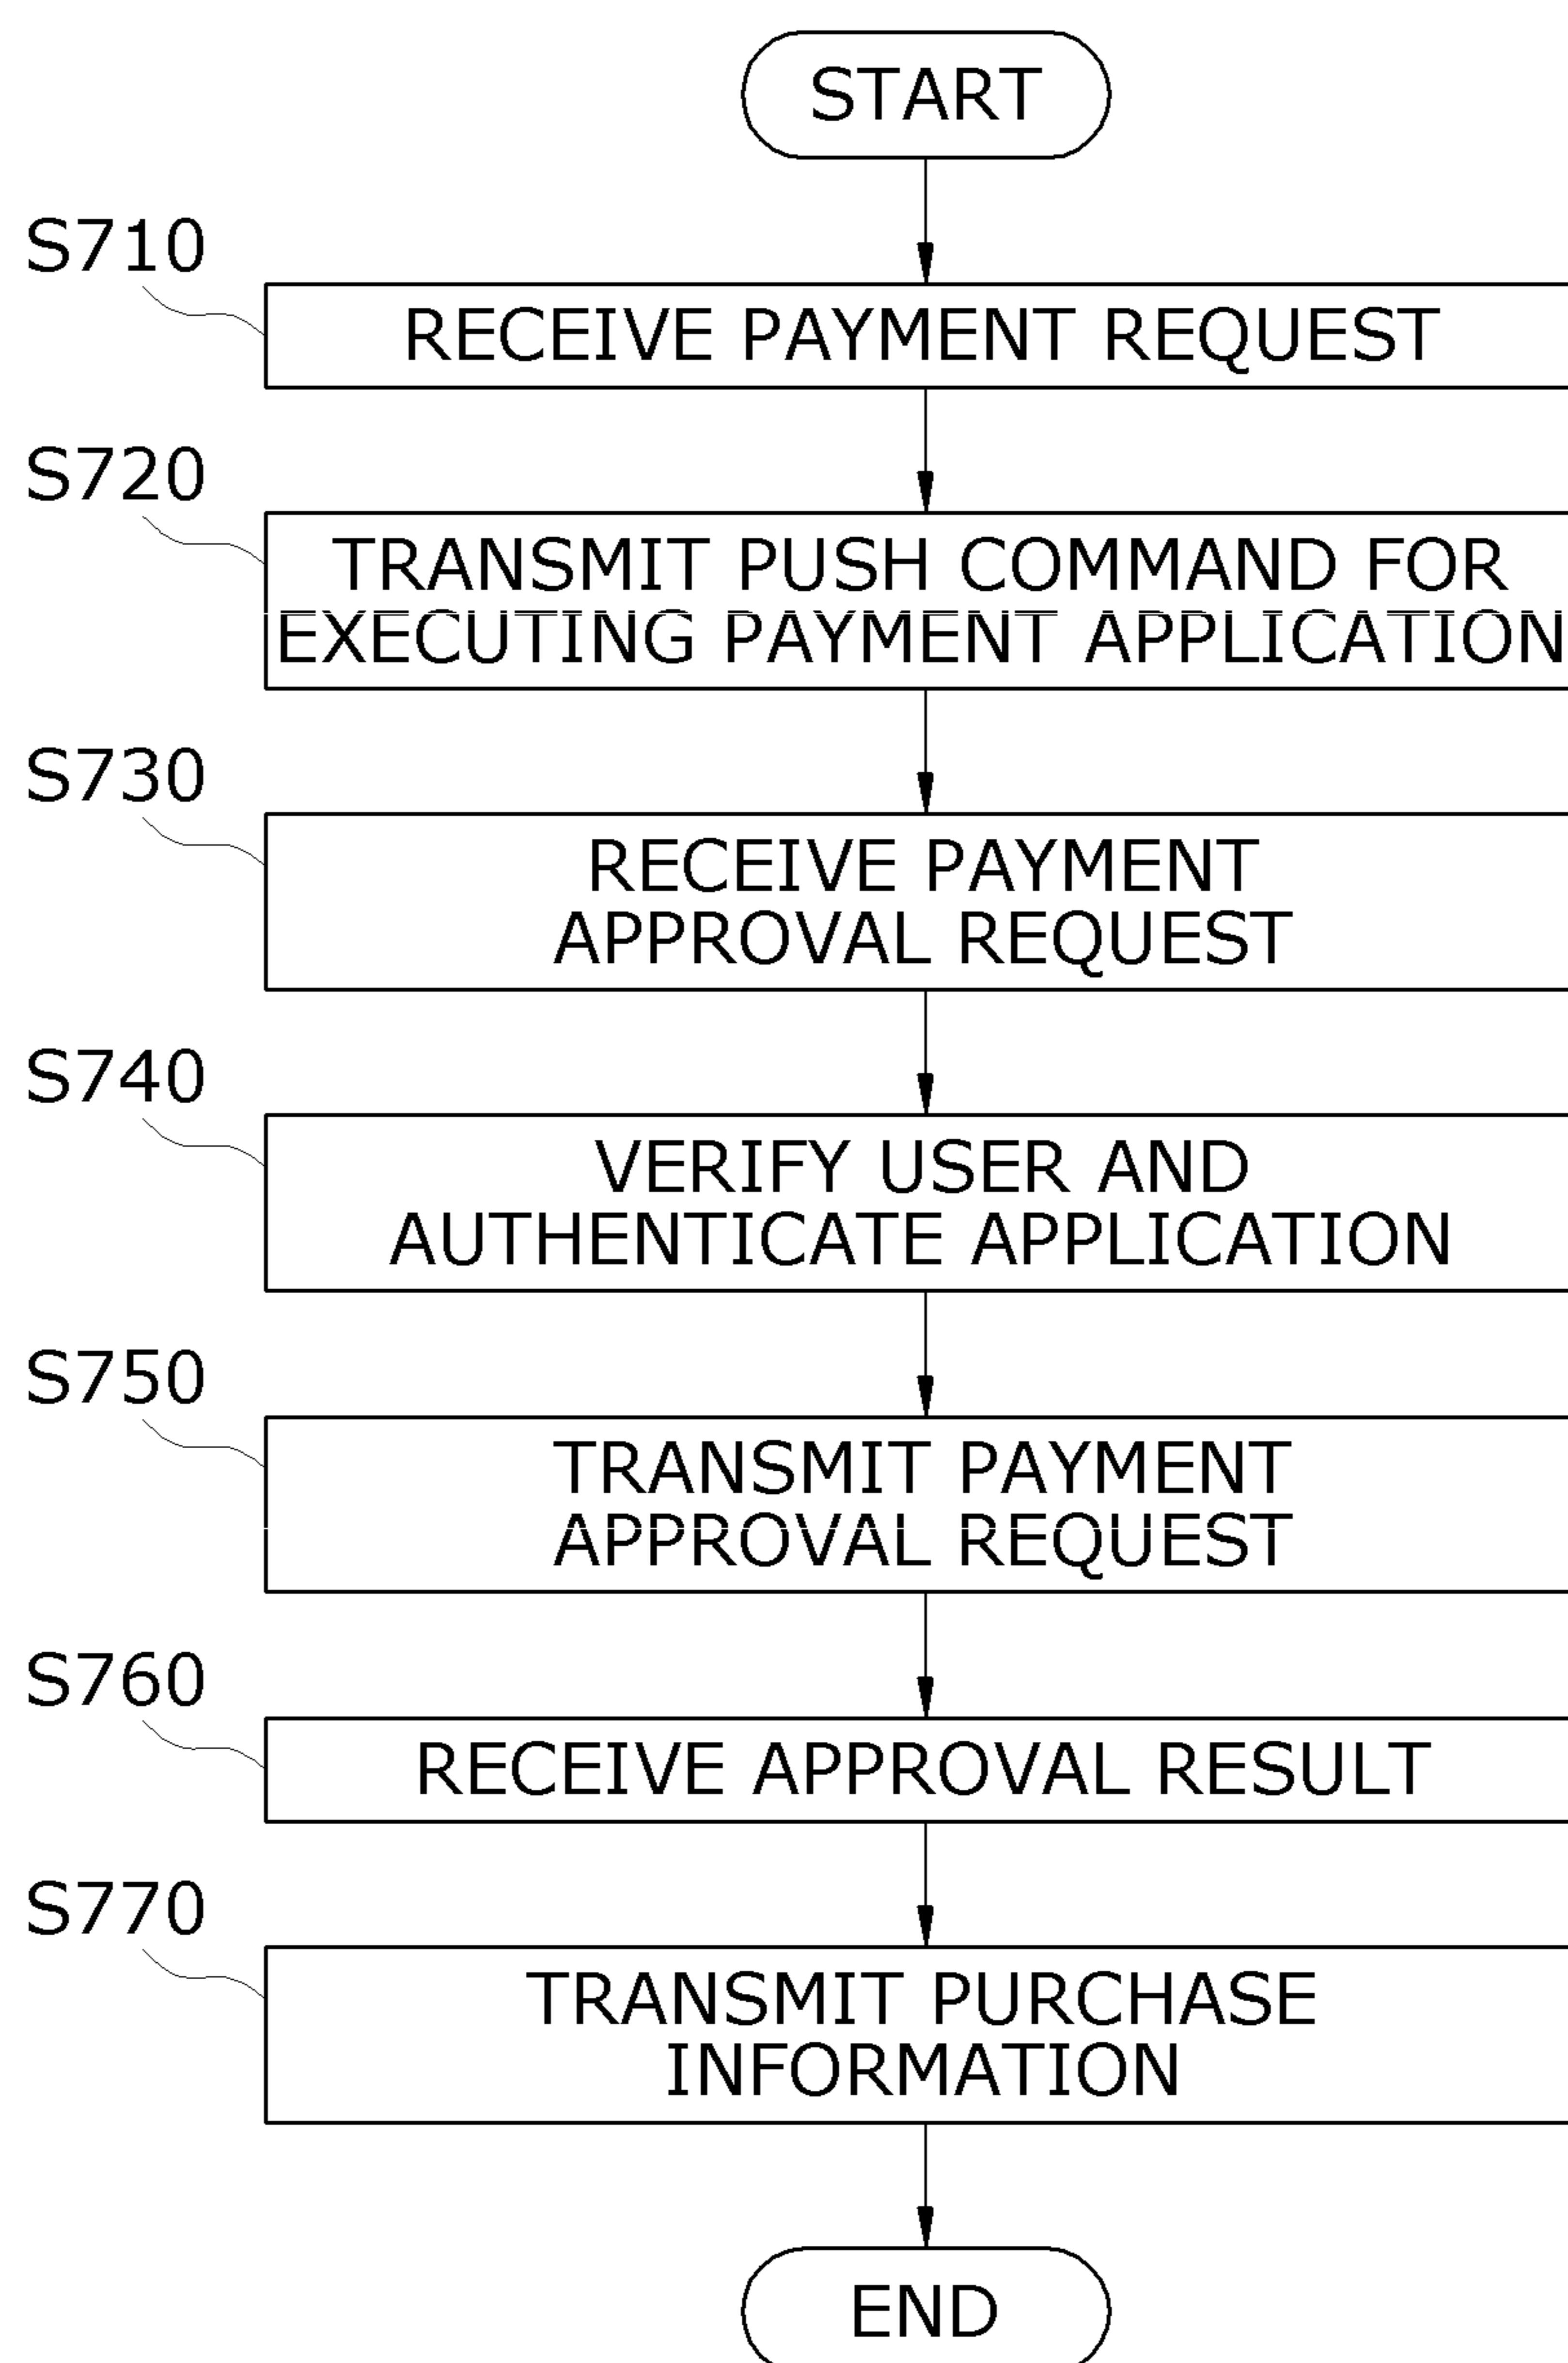 START
S710
RECEIVE PAYMENT REQUEST
S720
TRANSMIT PUSH COMMAND FOR
EXECUTING PAYMENT APPLICATION
S730
RECEIVE PAYMENT
APPROVAL REQUEST
S740
VERIFY USER AND
AUTHENTICATE APPLICATION
S750
TRANSMIT PAYMENT
APPROVAL REQUEST
S760
RECEIVE APPROVAL RESULT
S770
TRANSMIT PURCHASE
INFORMATION
END